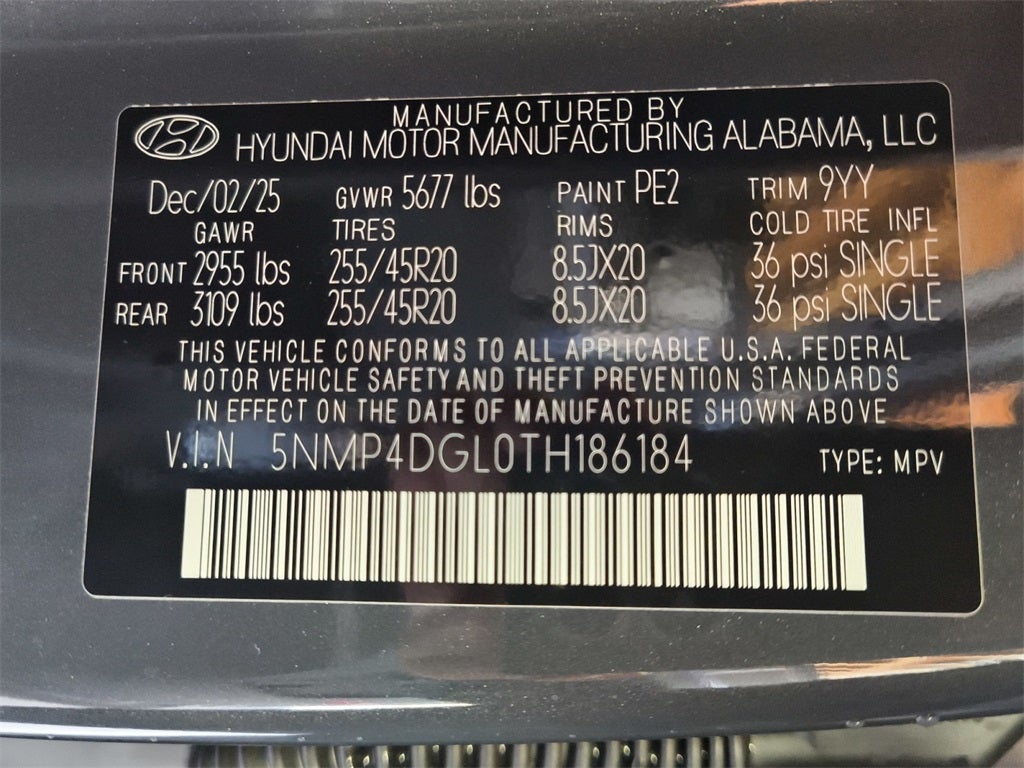 MANUFACTURED BY
HYUNDAI MOTOR MANUFACTURING ALABAMA, LLC
Dec/02/25 GVWR 5677 lbs PAINT PE2 TRIM 9YY
GAWR TIRES RIMS COLD TIRE INFL
FRONT 2955 lbs 255/45R20 8.5JX20 36 psi SINGLE
REAR 3109 lbs 255/45R20 8.5JX20 36 psi SINGLE
THIS VEHICLE CONFORMS TO ALL APPLICABLE U.S.A. FEDERAL
MOTOR VEHICLE SAFETY AND THEFT PREVENTION STANDARDS
IN EFFECT ON THE DATE OF MANUFACTURE SHOWN ABOVE
V.I.N 5NMP4DGL0TH186184 TYPE: MPV